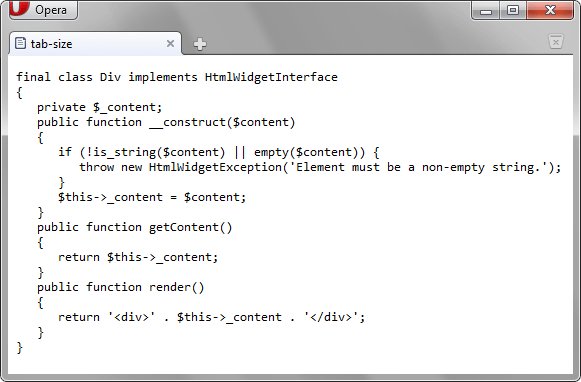 Opera
tab-size
final class Div implements HtmlWidgetInterface
{
   private $_content;
   public function __construct($content)
   {
      if (!is_string($content) || empty($content)) {
         throw new HtmlWidgetException('Element must be a non-empty string.');
      }
      $this->_content = $content;
   }
   public function getContent()
   {
      return $this->_content;
   }
   public function render()
   {
      return '<div>' . $this->_content . '</div>';
   }
}